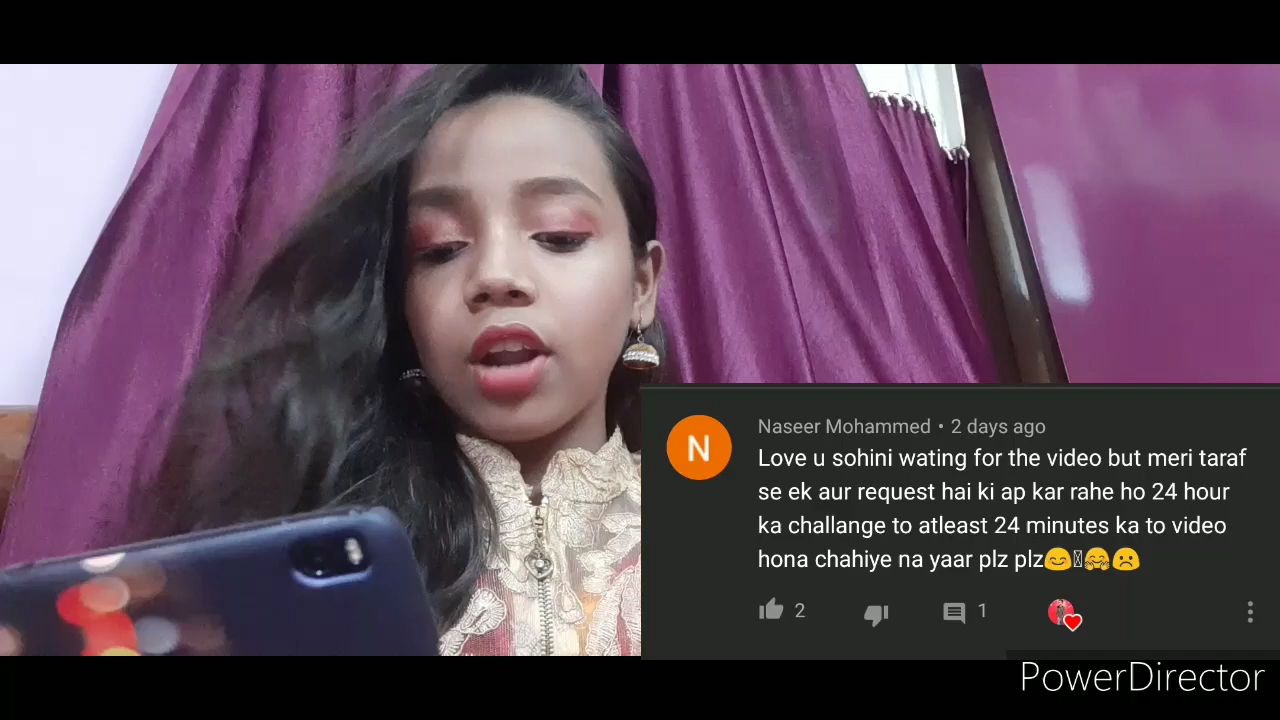 Naseer Mohammed • 2 days ago
Love u sohini wating for the video but meri taraf
se ek aur request hai ki ap kar rahe ho 24 hour
ka challange to atleast 24 minutes ka to video
hona chahiye na yaar plz plz😊▯🤗☹️
2
1
PowerDirector